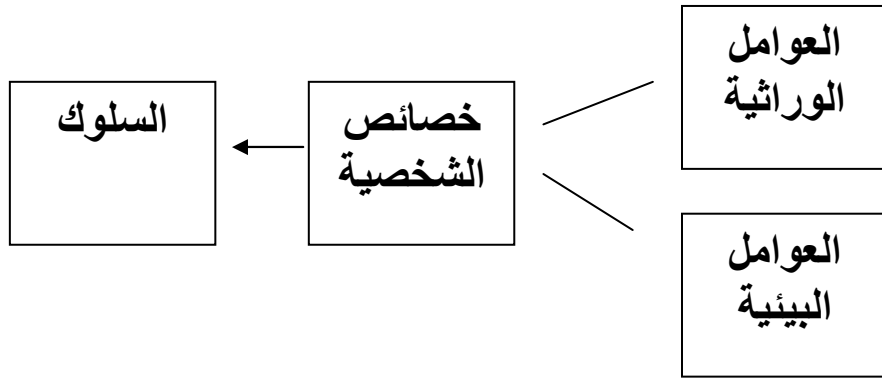 العوامل
الوراثية
خصائص
الشخصية
السلوك
العوامل
البيئية